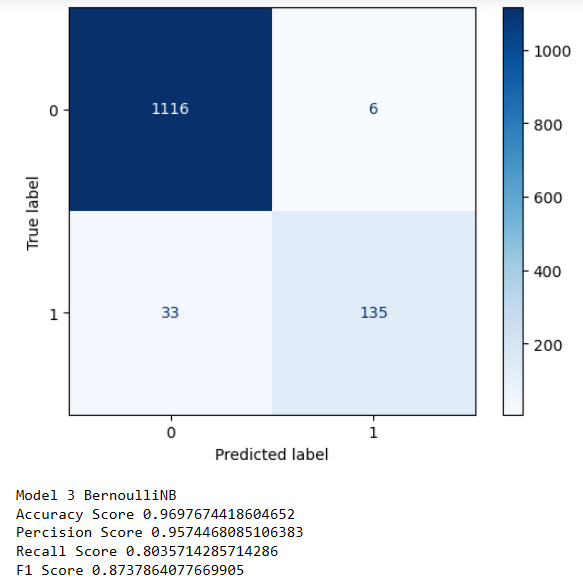 1000
0
1116
6
800
600
True label
400
1
33
135
200
0
1
Predicted label
Model 3 BernoulliNB
Accuracy Score 0.9697674418604652
Percision Score 0.9574468085106383
Recall Score 0.8035714285714286
F1 Score 0.8737864077669905